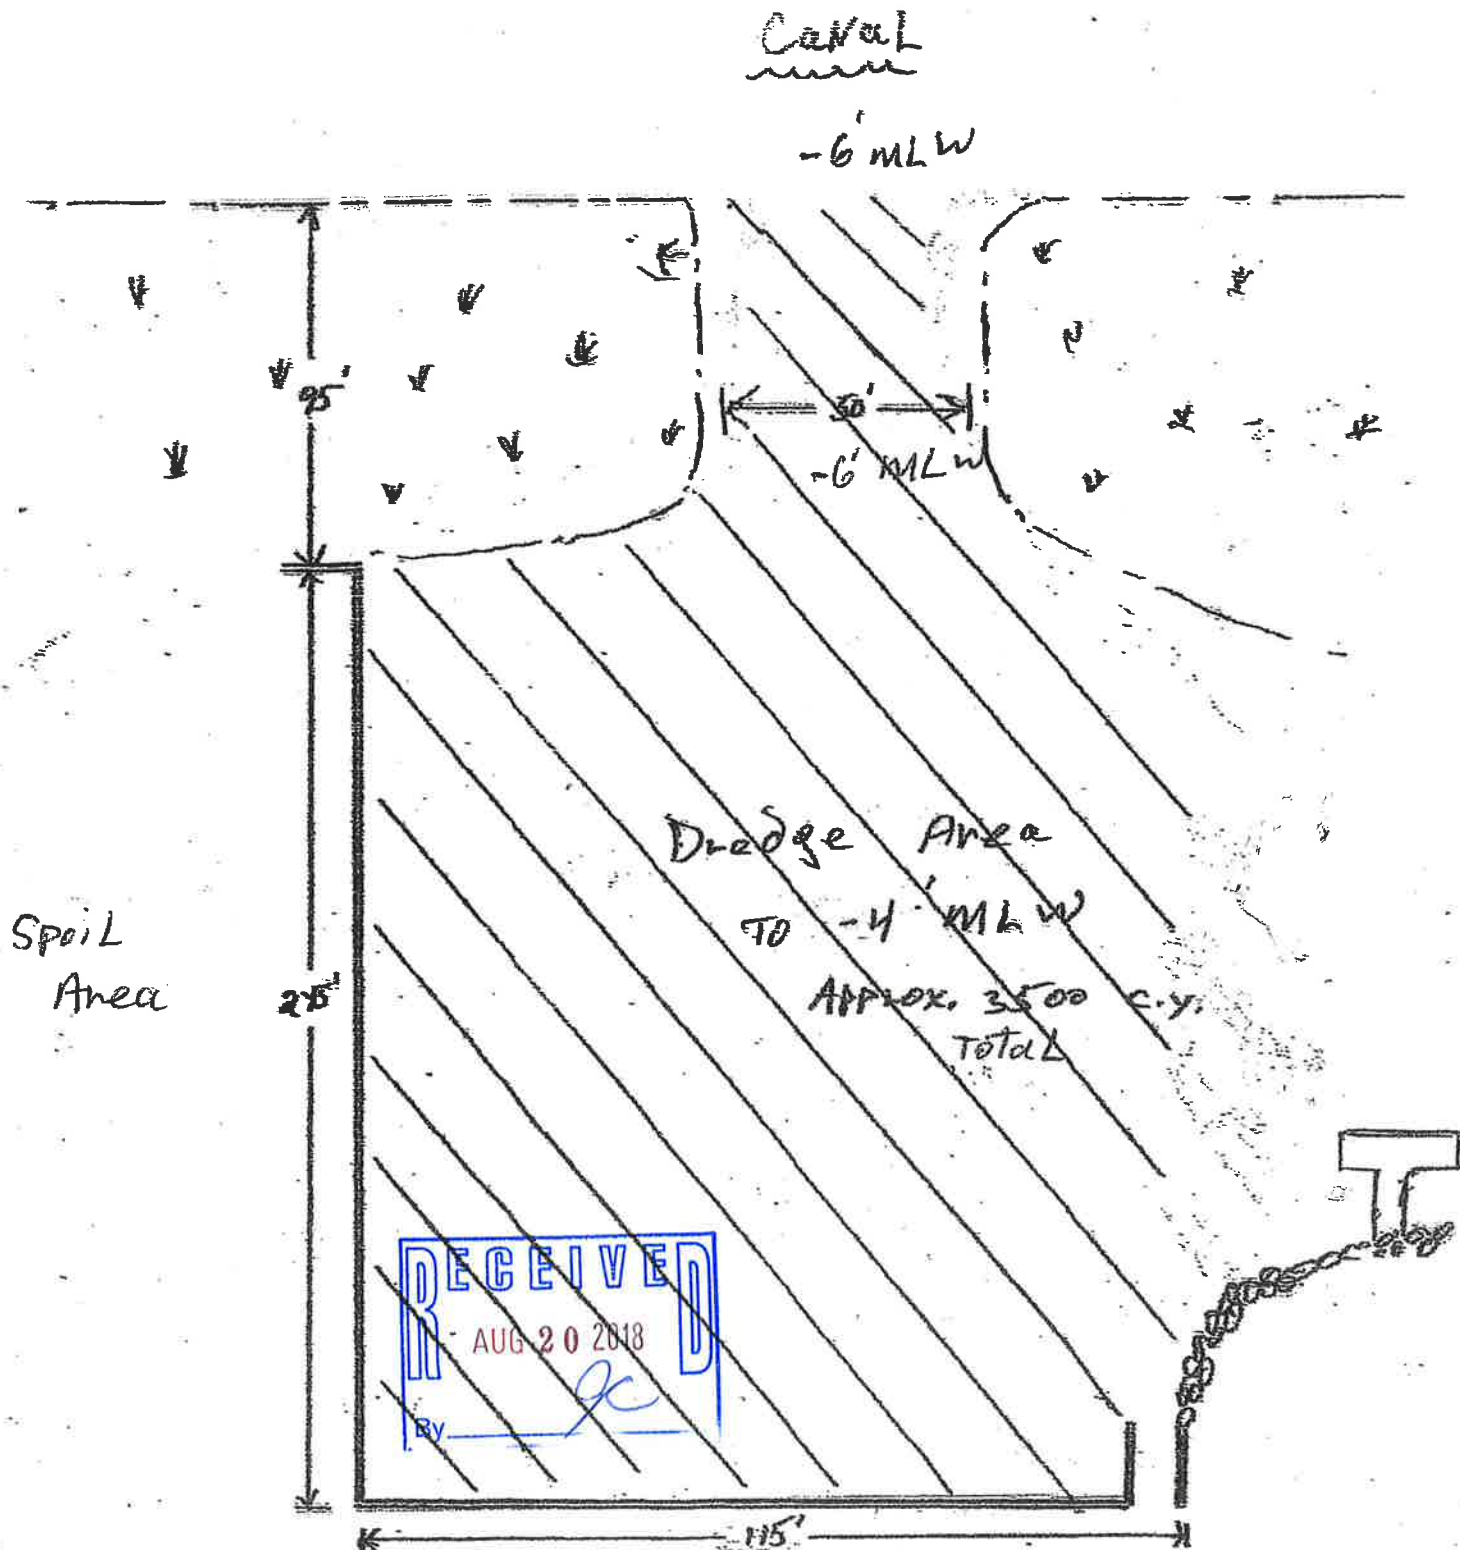 CaNaL
-6' MLW
95'
50'
-6' MLW
Dredge Area
To -4' MLW
Approx. 3500 c.y.
Total
Spoil
Area
RECEIVED
AUG 20 2018
By
115'